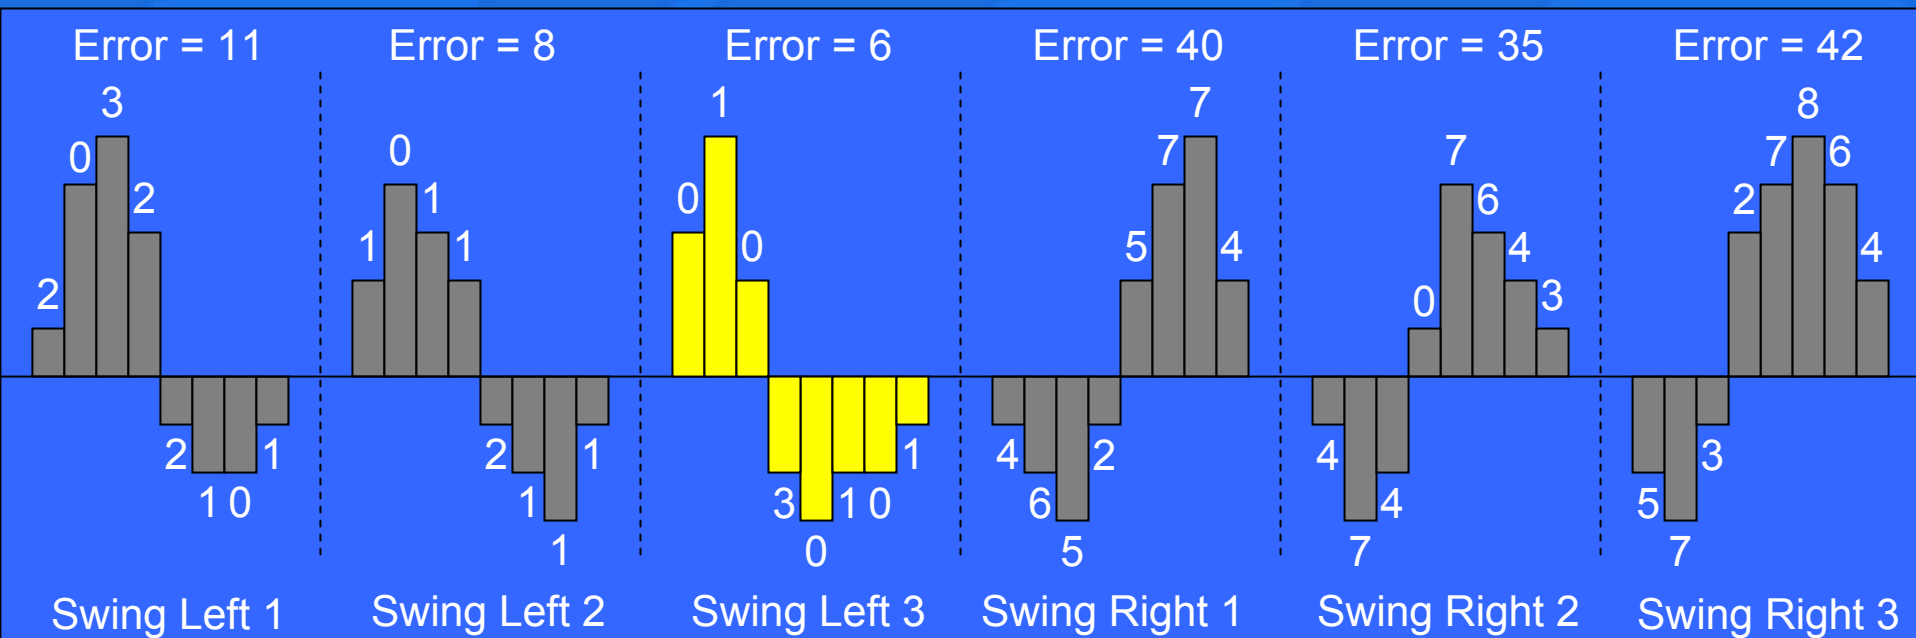 Error = 11 Error = 8 Error = 6 Error = 40 Error = 35 Error = 42
2 0 3 2 2 1 0 1
1 0 1 1 2 1 1 1
0 1 0 3 0 1 0 1
4 6 5 2 5 7 7 4
4 7 4 0 7 6 4 3
5 7 3 2 7 8 6 4
Swing Left 1 Swing Left 2 Swing Left 3 Swing Right 1 Swing Right 2 Swing Right 3